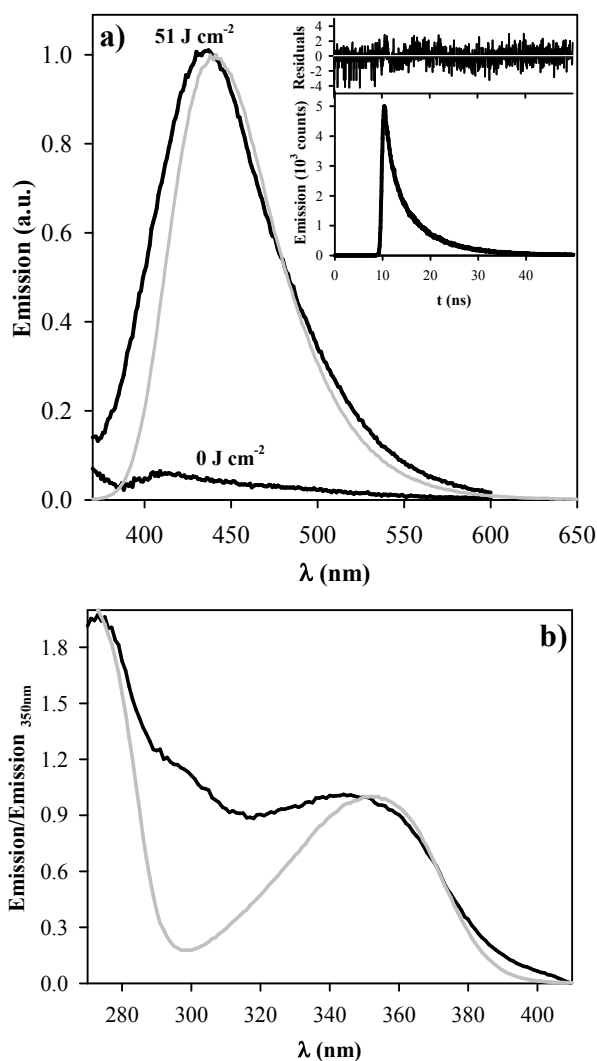 a)
51 J cm-2
0 J cm-2
Emission (a.u.)
1.0
0.8
0.6
0.4
0.2
0.0
400 450 500 550 600 650
λ (nm)
Residuals
4
2
0
-2
-4
Emission (10³ counts)
5
4
3
2
1
0
0 10 20 30 40
t (ns)
b)
Emission/Emission 350nm
1.8
1.5
1.2
0.9
0.6
0.3
0.0
280 300 320 340 360 380 400
λ (nm)